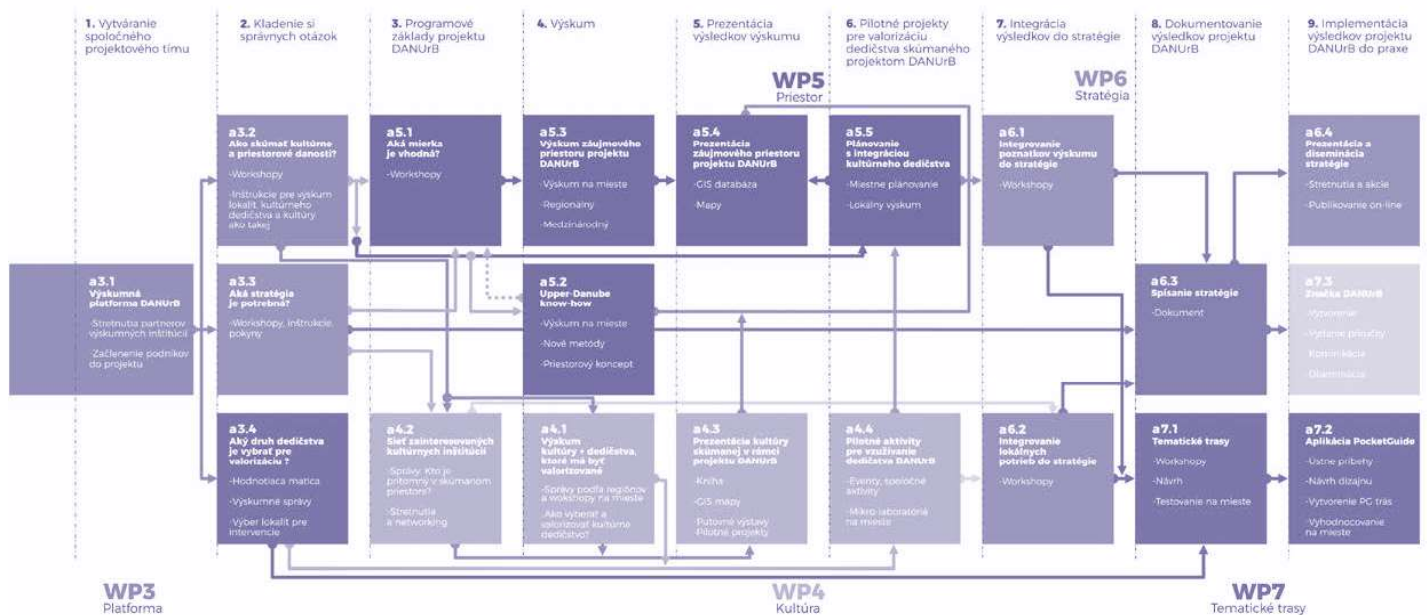 1. Vytváranie
spoločného
projektového tímu
2. Kladenie si
správnych otázok
3. Programové
základy projektu
DANUrB
4. Výskum
5. Prezentácia
výsledkov výskumu
6. Pilotné projekty
pre valorizáciu
dedičstva skúmaného
projektom DANUrB
7. Integrácia
výsledkov do stratégie
8. Dokumentovanie
výsledkov projektu
DANUrB
9. Implementácia
výsledkov projektu
DANUrB do praxe
WP5
Priestor
WP6
Stratégia
a3.2
Ako skúmať kultúrne
a priestorové danosti?
-Workshopy
-Inštrukcie pre výskum
lokalít, kultúrneho
dedičstva a kultúry
ako takej
a5.1
Aká mierka
je vhodná?
-Workshopy
a5.3
Výskum záujmového
priestoru projektu
DANUrB
-Výskum na mieste
-Regionálny
-Medzinárodný
a5.4
Prezentácia
záujmového priestoru
projektu DANUrB
-GIS databáza
-Mapy
a5.5
Plánovanie
s integráciou
kultúrneho dedičstva
-Miestne plánovanie
-Lokálny výskum
a6.1
Integrovanie
poznatkov výskumu
do stratégie
-Workshopy
a6.4
Prezentácia a
diseminácia
stratégie
-Stretnutia a akcie
-Publikovanie on-line
a3.1
Výskumná
platforma DANUrB
-Stretnutia partnerov
výskumných inštitúcií
-Začlenenie podnikov
do projektu
a3.3
Aká stratégia
je potrebná?
-Workshopy, inštrukcie,
pokyny
a5.2
Upper-Danube
know-how
-Výskum na mieste
-Nové metódy
-Priestorový koncept
a6.3
Spísanie stratégie
-Dokument
a7.3
Značka DANUrB
-Vytvorenie
-Vydanie príručky
-Komunikácia
-Diseminácia
a3.4
Aký druh dedičstva
je vybrať pre
valorizáciu ?
-Hodnotiaca matica
-Výskumné správy
-Výber lokalít pre
intervencie
a4.2
Sieť zainteresovaných
kultúrnych inštitúcií
-Správy: Kto je
prítomný v skúmanom
priestore?
-Stretnutia
a networking
a4.1
Výskum
kultúry + dedičstva,
ktoré má byť
valorizované
-Správy podľa regiónov
a wokshopy na mieste
-Ako vyberať a
valorizovať kultúrne
dedičstvo?
a4.3
Prezentácia kultúry
skúmanej v rámci
projektu DANUrB
-Kniha
-GIS mapy
-Putovné výstavy
-Pilotné projekty
a4.4
Pilotné aktivity
pre využívanie
dedičstva DANUrB
-Eventy, spoločné
aktivity
-Mikro laboratóriá
na mieste
a6.2
Integrovanie
lokálnych
potrieb do stratégie
-Workshopy
a7.1
Tematické trasy
-Workshopy
-Návrh
-Testovanie na mieste
a7.2
Aplikácia PocketGuide
-Ústne príbehy
-Návrh dizajnu
-Vytvorenie PG trás
-Vyhodnocovanie
na mieste
WP3
Platforma
WP4
Kultúra
WP7
Tematické trasy